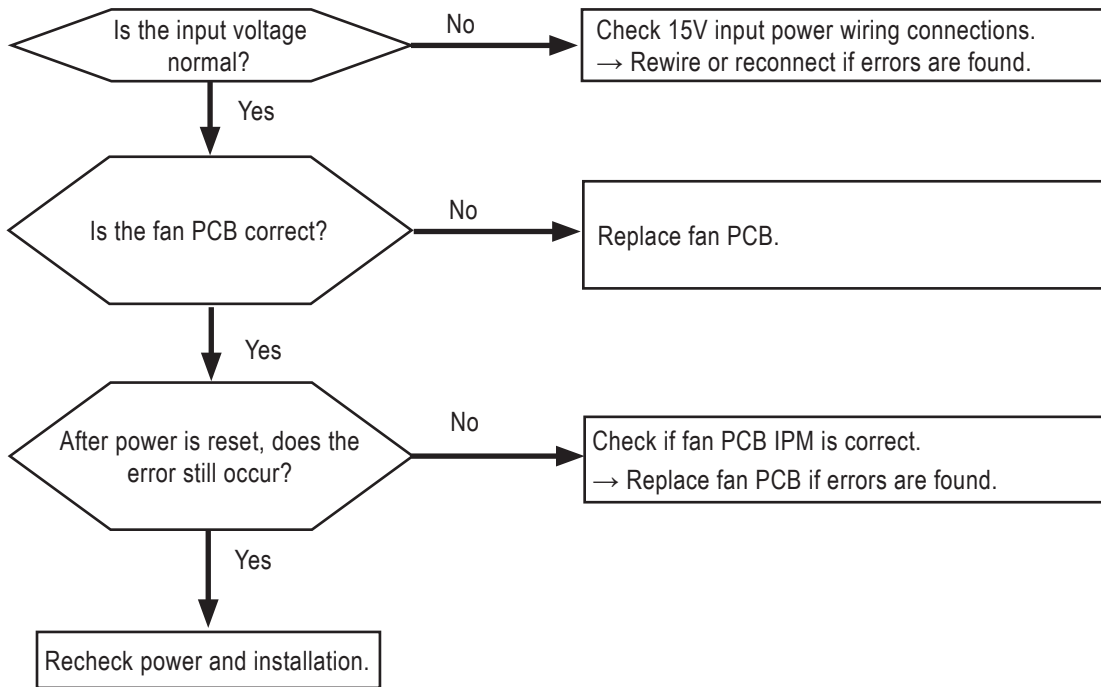 Is the input voltage
normal?
No
Check 15V input power wiring connections.
→ Rewire or reconnect if errors are found.
Yes
Is the fan PCB correct?
No
Replace fan PCB.
Yes
After power is reset, does the
error still occur?
No
Check if fan PCB IPM is correct.
→ Replace fan PCB if errors are found.
Yes
Recheck power and installation.